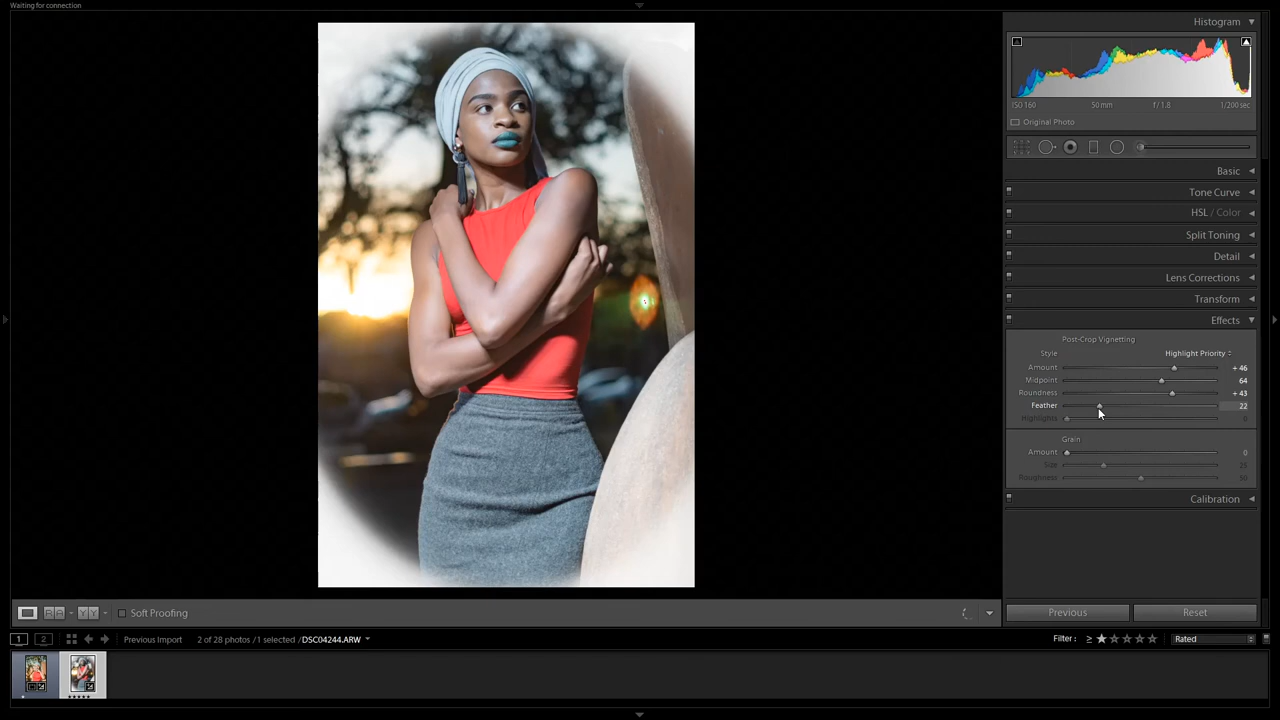 Waiting for connection
Histogram
ISO 160 50 mm f / 1.8 1/200 sec
Original Photo
Basic
Tone Curve
HSL / Color
Split Toning
Detail
Lens Corrections
Transform
Effects
Post-Crop Vignetting
Style Highlight Priority
Amount + 46
Midpoint 64
Roundness + 43
Feather 22
Highlights 0
Grain
Amount 0
Size 25
Roughness 50
Calibration
Previous Reset
R A Y Y Soft Proofing
1 2 Previous Import 2 of 28 photos / 1 selected / DSC04244.ARW Filter : ≥ Rated